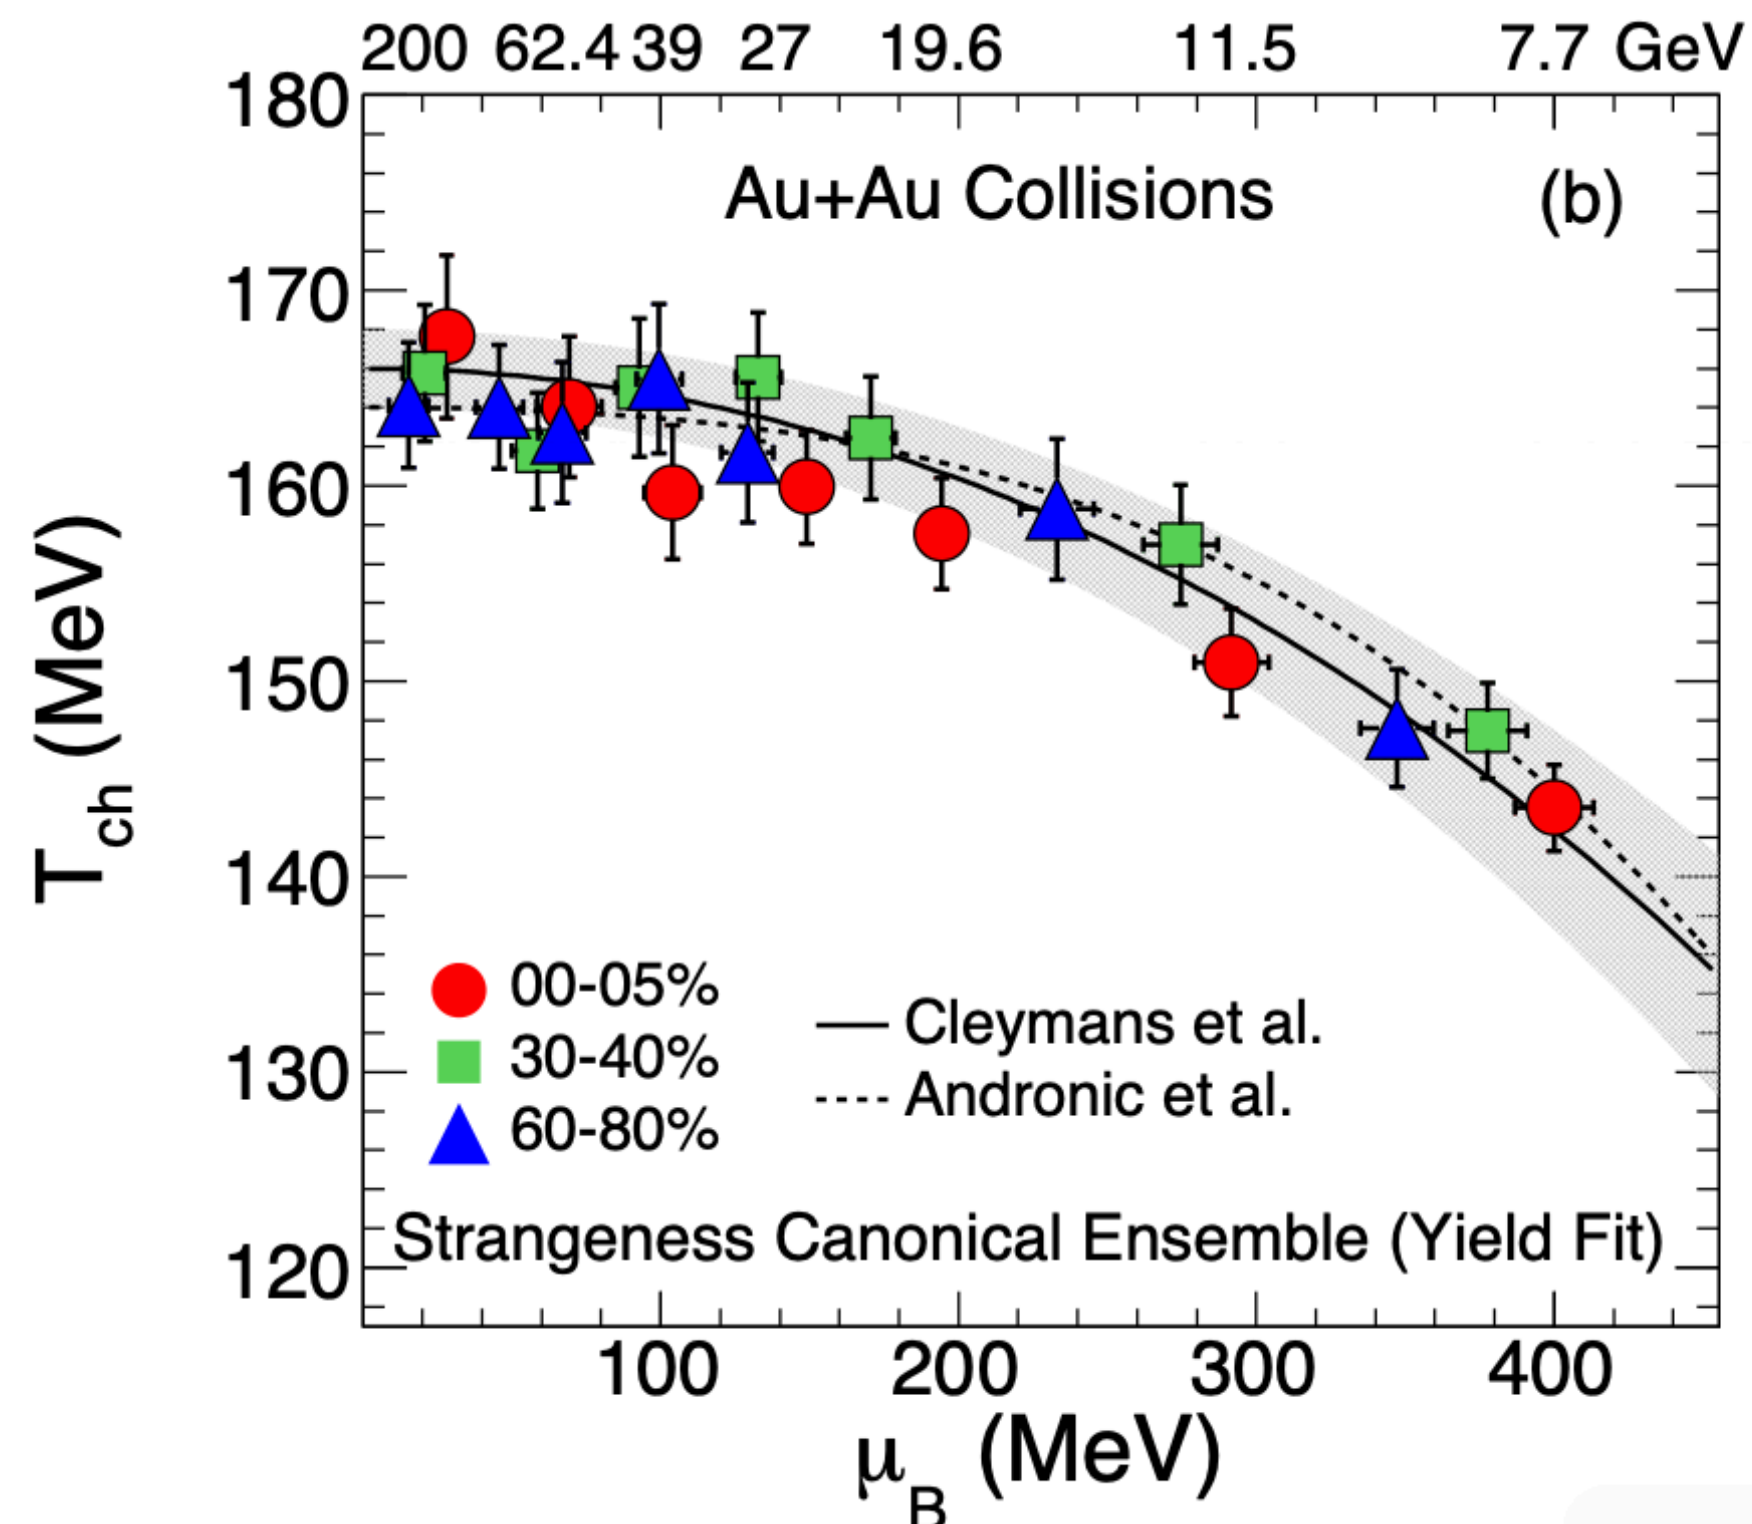 200 62.4 39 27 19.6 11.5 7.7 GeV
180
Au+Au Collisions (b)
170
160
150
140
130
120
T_ch (MeV)
00-05%
30-40%
60-80%
Cleymans et al.
Andronic et al.
Strangeness Canonical Ensemble (Yield Fit)
100 200 300 400
μ_B (MeV)